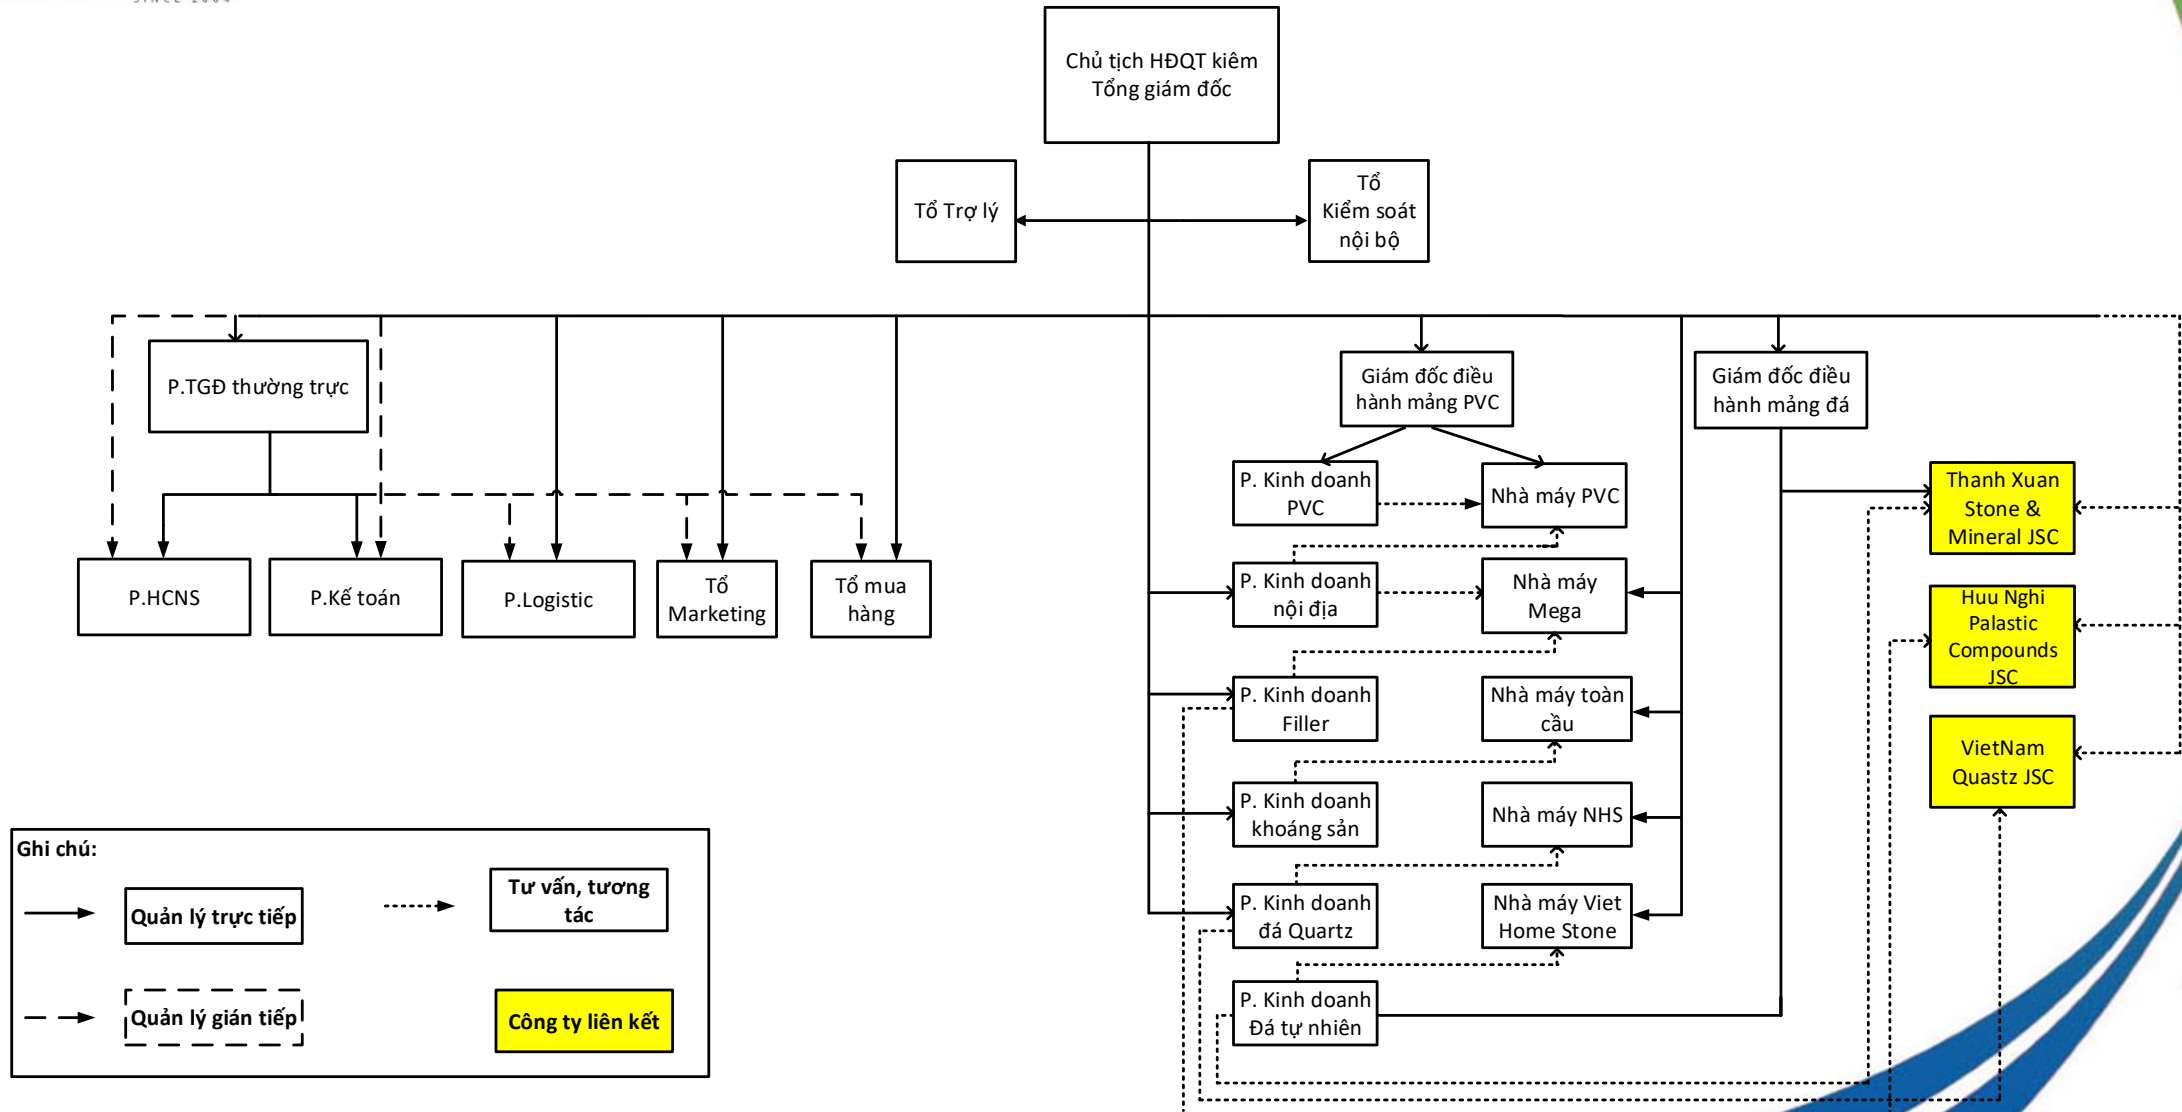 SINCE 2004
Chủ tịch HĐQT kiêm
Tổng giám đốc
Tổ Trợ lý
Tổ
Kiểm soát
nội bộ
P.TGĐ thường trực
Giám đốc điều
hành mảng PVC
Giám đốc điều
hành mảng đá
P. Kinh doanh
PVC
Nhà máy PVC
Thanh Xuan
Stone &
Mineral JSC
P.HCNS
P.Kế toán
P.Logistic
Tổ
Marketing
Tổ mua
hàng
P. Kinh doanh
nội địa
Nhà máy
Mega
Huu Nghi
Palastic
Compounds
JSC
P. Kinh doanh
Filler
Nhà máy toàn
cầu
VietNam
Quastz JSC
P. Kinh doanh
khoáng sản
Nhà máy NHS
P. Kinh doanh
đá Quartz
Nhà máy Viet
Home Stone
P. Kinh doanh
Đá tự nhiên
Ghi chú:
Quản lý trực tiếp
Tư vấn, tương
tác
Quản lý gián tiếp
Công ty liên kết